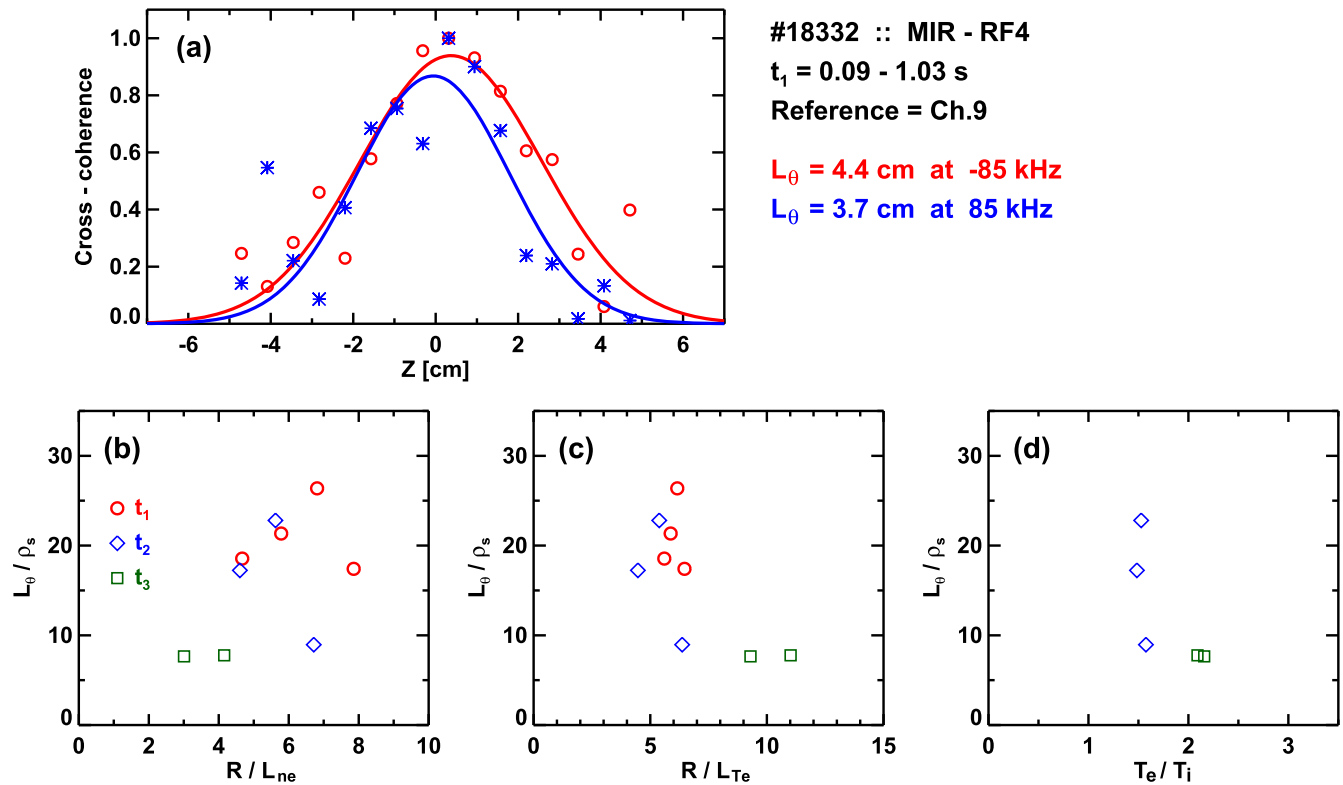 (a)
Cross - coherence
1.0
0.8
0.6
0.4
0.2
0.0
-6 -4 -2 0 2 4 6
Z [cm]
#18332 :: MIR - RF4
t1 = 0.09 - 1.03 s
Reference = Ch.9
Lθ = 4.4 cm at -85 kHz
Lθ = 3.7 cm at 85 kHz
(b)
Lθ / ρs
30
20
10
0
t1
t2
t3
0 2 4 6 8 10
R / Lne
(c)
Lθ / ρs
30
20
10
0
0 5 10 15
R / LTe
(d)
Lθ / ρs
30
20
10
0
0 1 2 3
Te / Ti